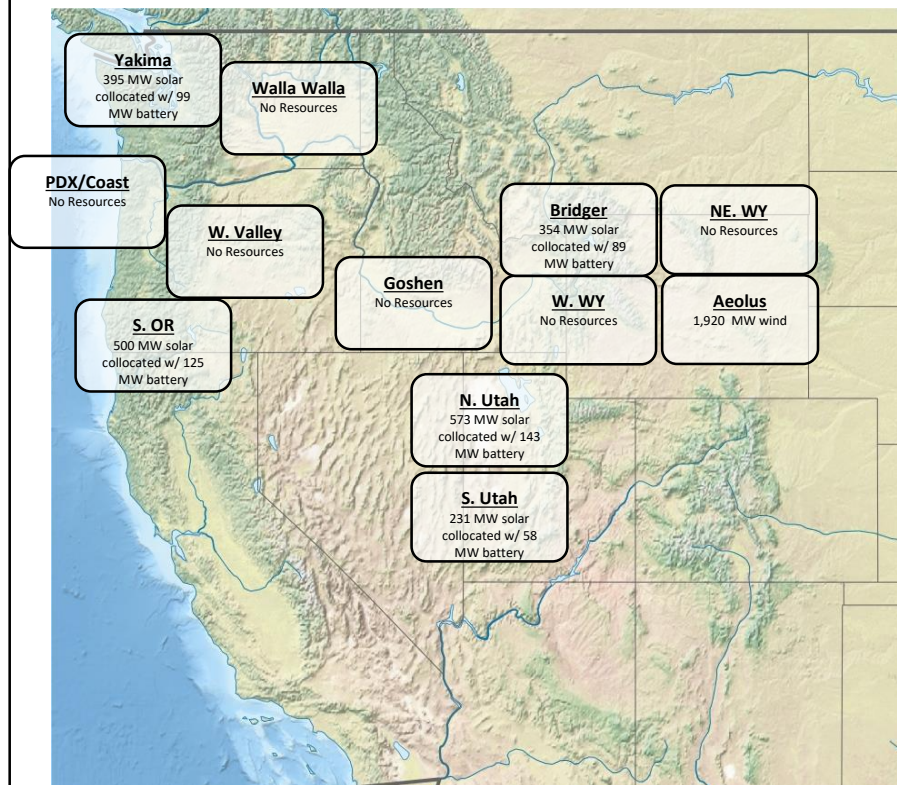 Yakima
395 MW solar
collocated w/ 99
MW battery
Walla Walla
No Resources
PDX/Coast
No Resources
W. Valley
No Resources
Bridger
354 MW solar
collocated w/ 89
MW battery
NE. WY
No Resources
Goshen
No Resources
W. WY
No Resources
Aeolus
1,920 MW wind
S. OR
500 MW solar
collocated w/ 125
MW battery
N. Utah
573 MW solar
collocated w/ 143
MW battery
S. Utah
231 MW solar
collocated w/ 58
MW battery